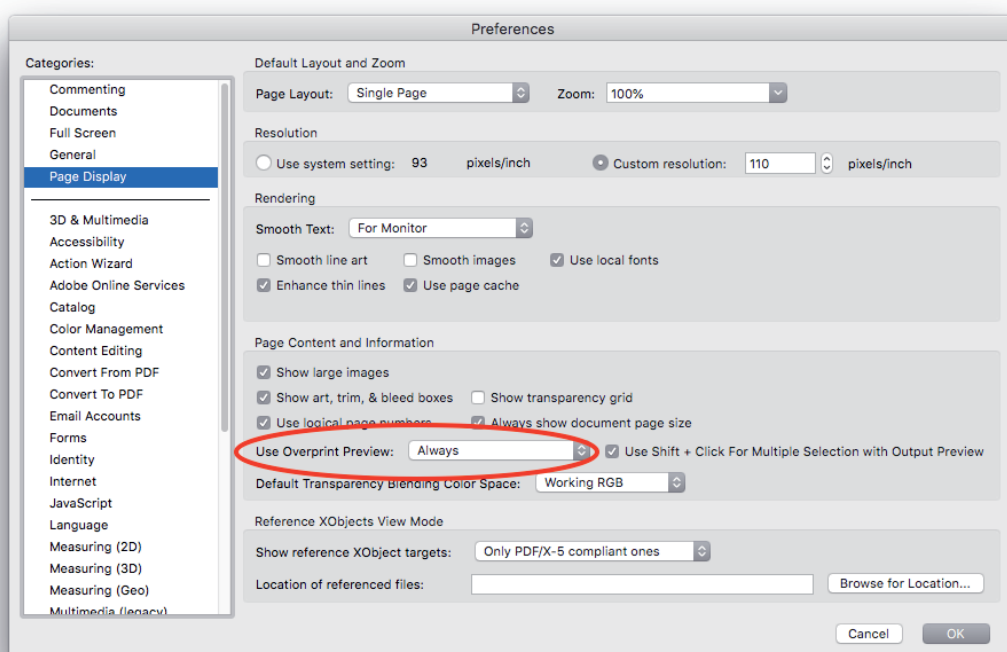 Preferences
Categories:
Commenting
Documents
Full Screen
General
Page Display
3D & Multimedia
Accessibility
Action Wizard
Adobe Online Services
Catalog
Color Management
Content Editing
Convert From PDF
Convert To PDF
Email Accounts
Forms
Identity
Internet
JavaScript
Language
Measuring (2D)
Measuring (3D)
Measuring (Geo)
Multimedia (legacy)
Default Layout and Zoom
Page Layout: Single Page Zoom: 100%
Resolution
Use system setting: 93 pixels/inch Custom resolution: 110 pixels/inch
Rendering
Smooth Text: For Monitor
Smooth line art Smooth images Use local fonts
Enhance thin lines Use page cache
Page Content and Information
Show large images
Show art, trim, & bleed boxes Show transparency grid
Use logical page numbers Always show document page size
Use Overprint Preview: Always Use Shift + Click For Multiple Selection with Output Preview
Default Transparency Blending Color Space: Working RGB
Reference XObjects View Mode
Show reference XObject targets: Only PDF/X-5 compliant ones
Location of referenced files: Browse for Location...
Cancel OK